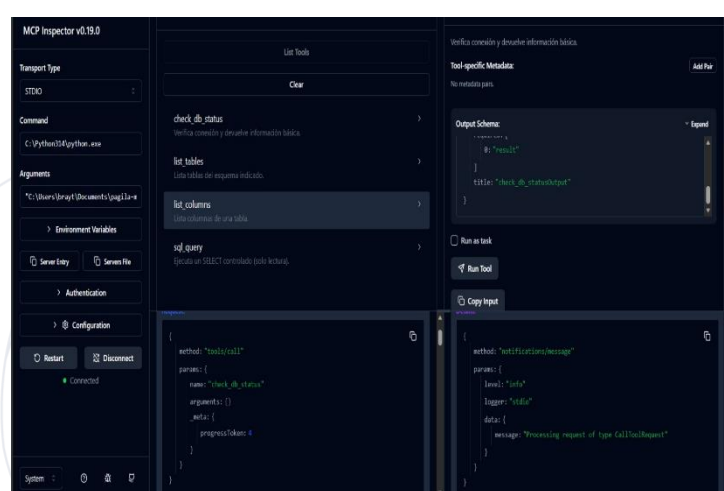 MCP Inspector v0.19.0
Transport Type
STDIO
Command
C:\Python314\python.exe
Arguments
"C:\Users\brayt\Documents\pagila-m
> Environment Variables
Server Entry
Servers File
> Authentication
> Configuration
Restart
Disconnect
Connected
System
List Tools
Clear
check_db_status
Verifica conexión y devuelve información básica.
list_tables
Lista tablas del esquema indicado.
list_columns
Lista columnas de una tabla.
sql_query
Ejecuta un SELECT controlado (solo lectura).
Verifica conexión y devuelve información básica.
Tool-specific Metadata:
Add Pair
No metadata pairs.
Output Schema:
Expand
0: "result"
]
title: "check_db_statusOutput"
}
Run as task
Run Tool
Copy Input
{
method: "tools/call"
params: {
name: "check_db_status"
arguments: {}
_meta: {
progressToken: 4
}
}
}
{
method: "notifications/message"
params: {
level: "info"
logger: "stdio"
data: {
message: "Processing request of type CallToolRequest"
}
}
}